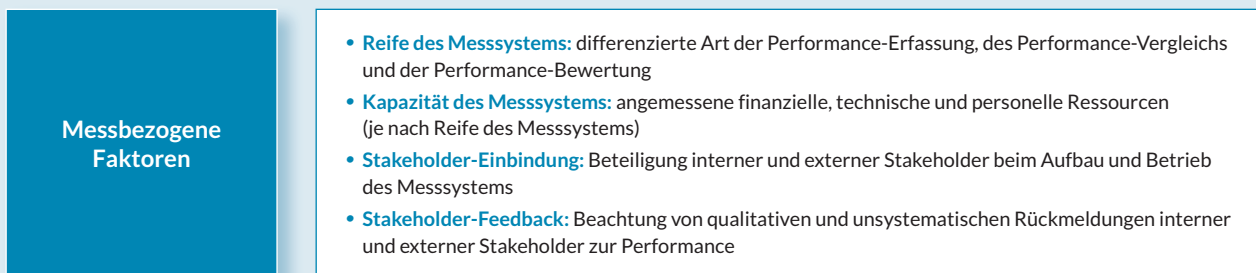 Messbezogene
Faktoren
• Reife des Messsystems: differenzierte Art der Performance-Erfassung, des Performance-Vergleichs
und der Performance-Bewertung
• Kapazität des Messsystems: angemessene finanzielle, technische und personelle Ressourcen
(je nach Reife des Messsystems)
• Stakeholder-Einbindung: Beteiligung interner und externer Stakeholder beim Aufbau und Betrieb
des Messsystems
• Stakeholder-Feedback: Beachtung von qualitativen und unsystematischen Rückmeldungen interner
und externer Stakeholder zur Performance